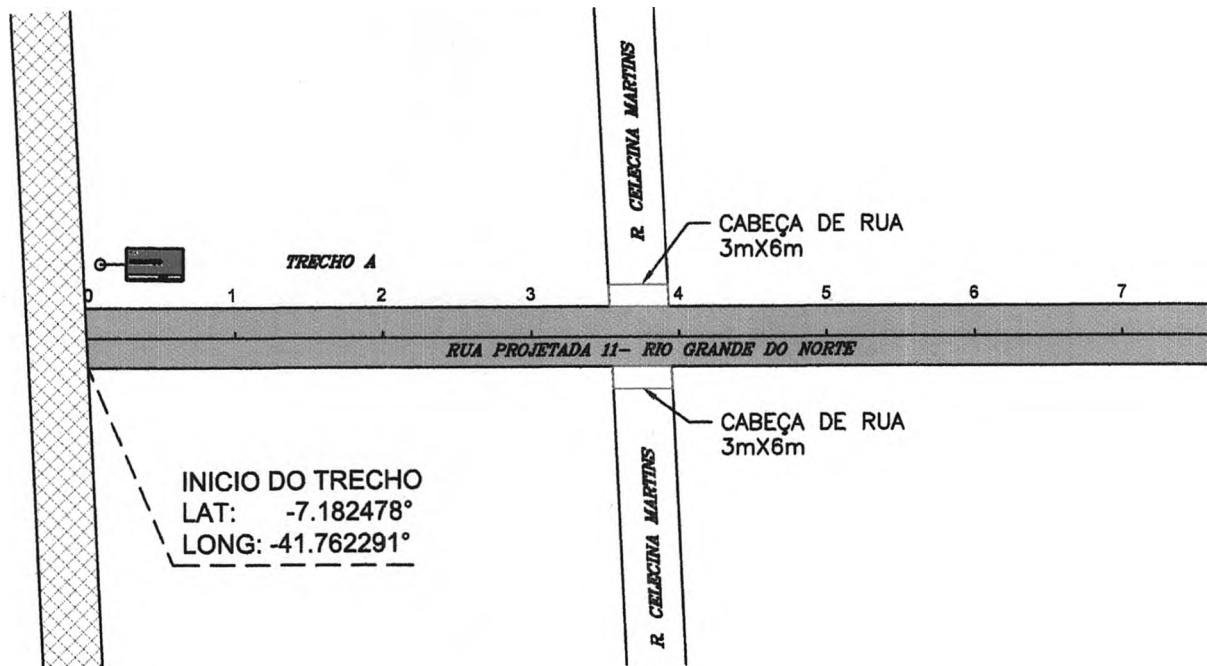 R. CELECINA MARTINS
CABEÇA DE RUA
3mX6m
TRECHO A
0 1 2 3 4 5 6 7
RUA PROJETADA 11- RIO GRANDE DO NORTE
CABEÇA DE RUA
3mX6m
INICIO DO TRECHO
LAT: -7.182478°
LONG: -41.762291°
R. CELECINA MARTINS